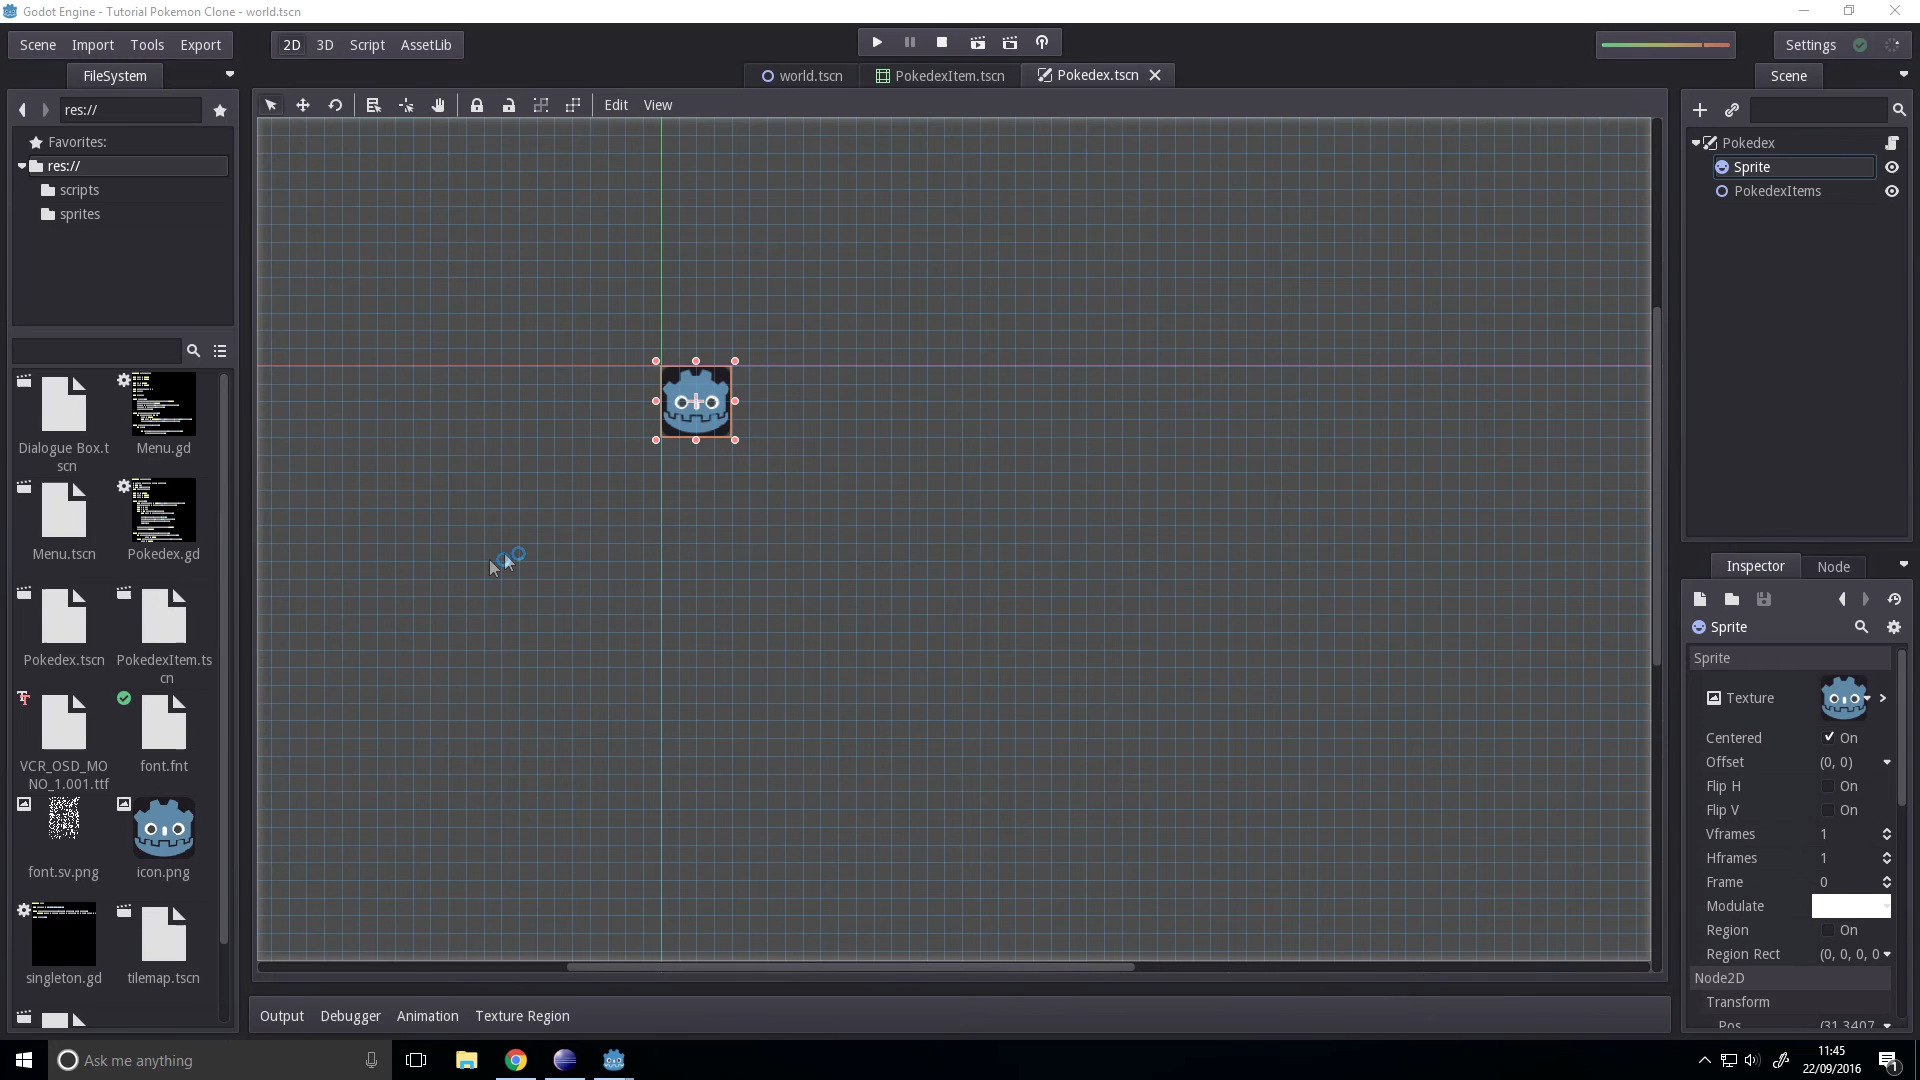 Godot Engine - Tutorial Pokemon Clone - world.tscn
Scene Import Tools Export
2D 3D Script AssetLib
Settings
FileSystem
world.tscn
PokedexItem.tscn
Pokedex.tscn
Scene
res://
Edit View
Favorites:
res://
scripts
sprites
Pokedex
Sprite
PokedexItems
Dialogue Box.t
scn
Menu.gd
Menu.tscn
Pokedex.gd
Pokedex.tscn
PokedexItem.ts
cn
VCR_OSD_MO
NO_1.001.ttf
font.fnt
font.sv.png
icon.png
singleton.gd
tilemap.tscn
Inspector Node
Sprite
Sprite
Texture
Centered On
Offset (0, 0)
Flip H On
Flip V On
Vframes 1
Hframes 1
Frame 0
Modulate
Region On
Region Rect (0, 0, 0, 0
Node2D
Transform
Pos (31.3407
Output Debugger Animation Texture Region
Ask me anything
11:45
22/09/2016
1